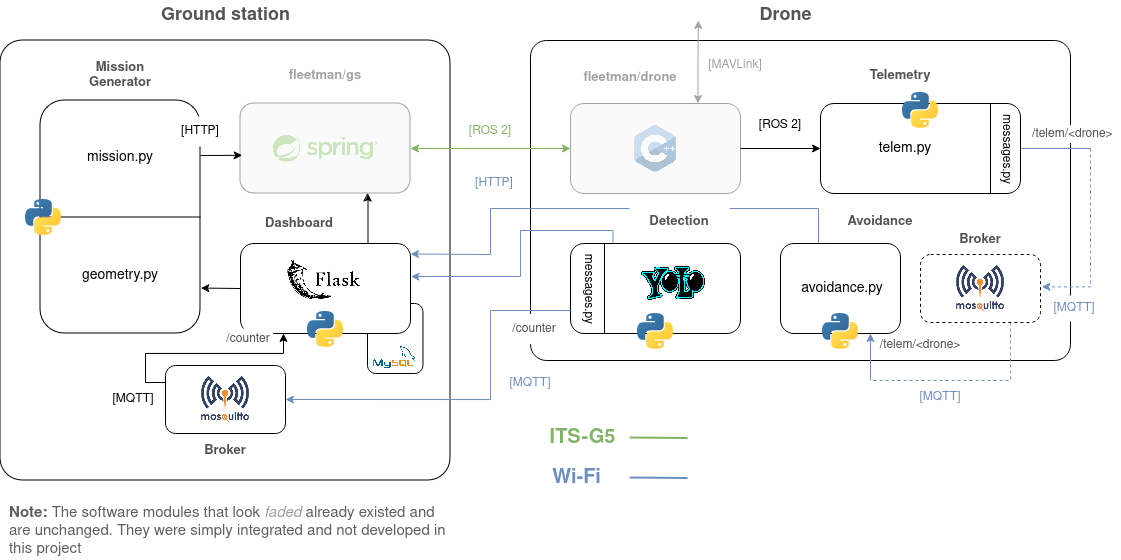 Ground station
Drone
Mission
Generator
fleetman/gs
[HTTP]
mission.py
spring
geometry.py
Dashboard
Flask
/counter
MySQL
[MQTT]
mosquitto
Broker
[ROS 2]
[HTTP]
[MAVLink]
fleetman/drone
C++
[ROS 2]
Telemetry
telem.py
messages.py
/telem/<drone>
Detection
messages.py
YOLO
/counter
[MQTT]
Avoidance
avoidance.py
/telem/<drone>
[MQTT]
Broker
mosquitto
[MQTT]
ITS-G5
Wi-Fi
Note: The software modules that look faded already existed and
are unchanged. They were simply integrated and not developed in
this project